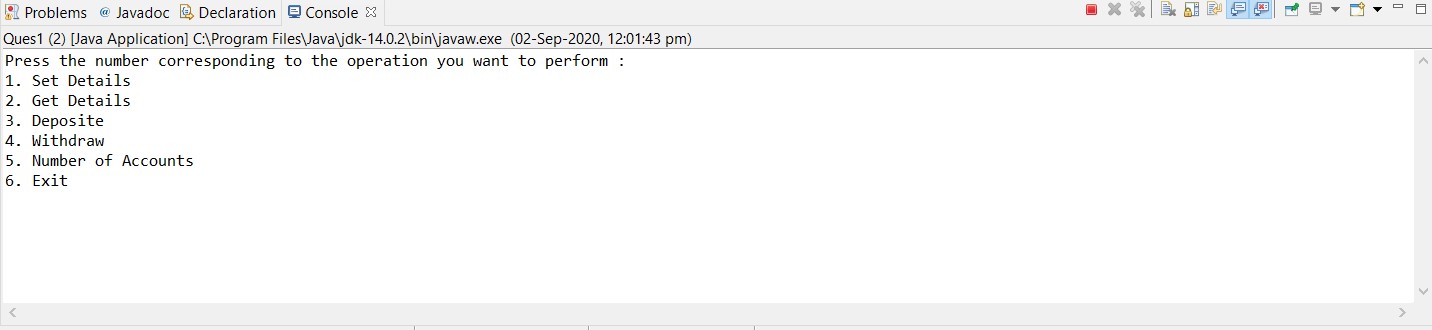 Problems @ Javadoc Declaration Console
Ques1 (2) [Java Application] C:\Program Files\Java\jdk-14.0.2\bin\javaw.exe (02-Sep-2020, 12:01:43 pm)
Press the number corresponding to the operation you want to perform :
1. Set Details
2. Get Details
3. Deposite
4. Withdraw
5. Number of Accounts
6. Exit